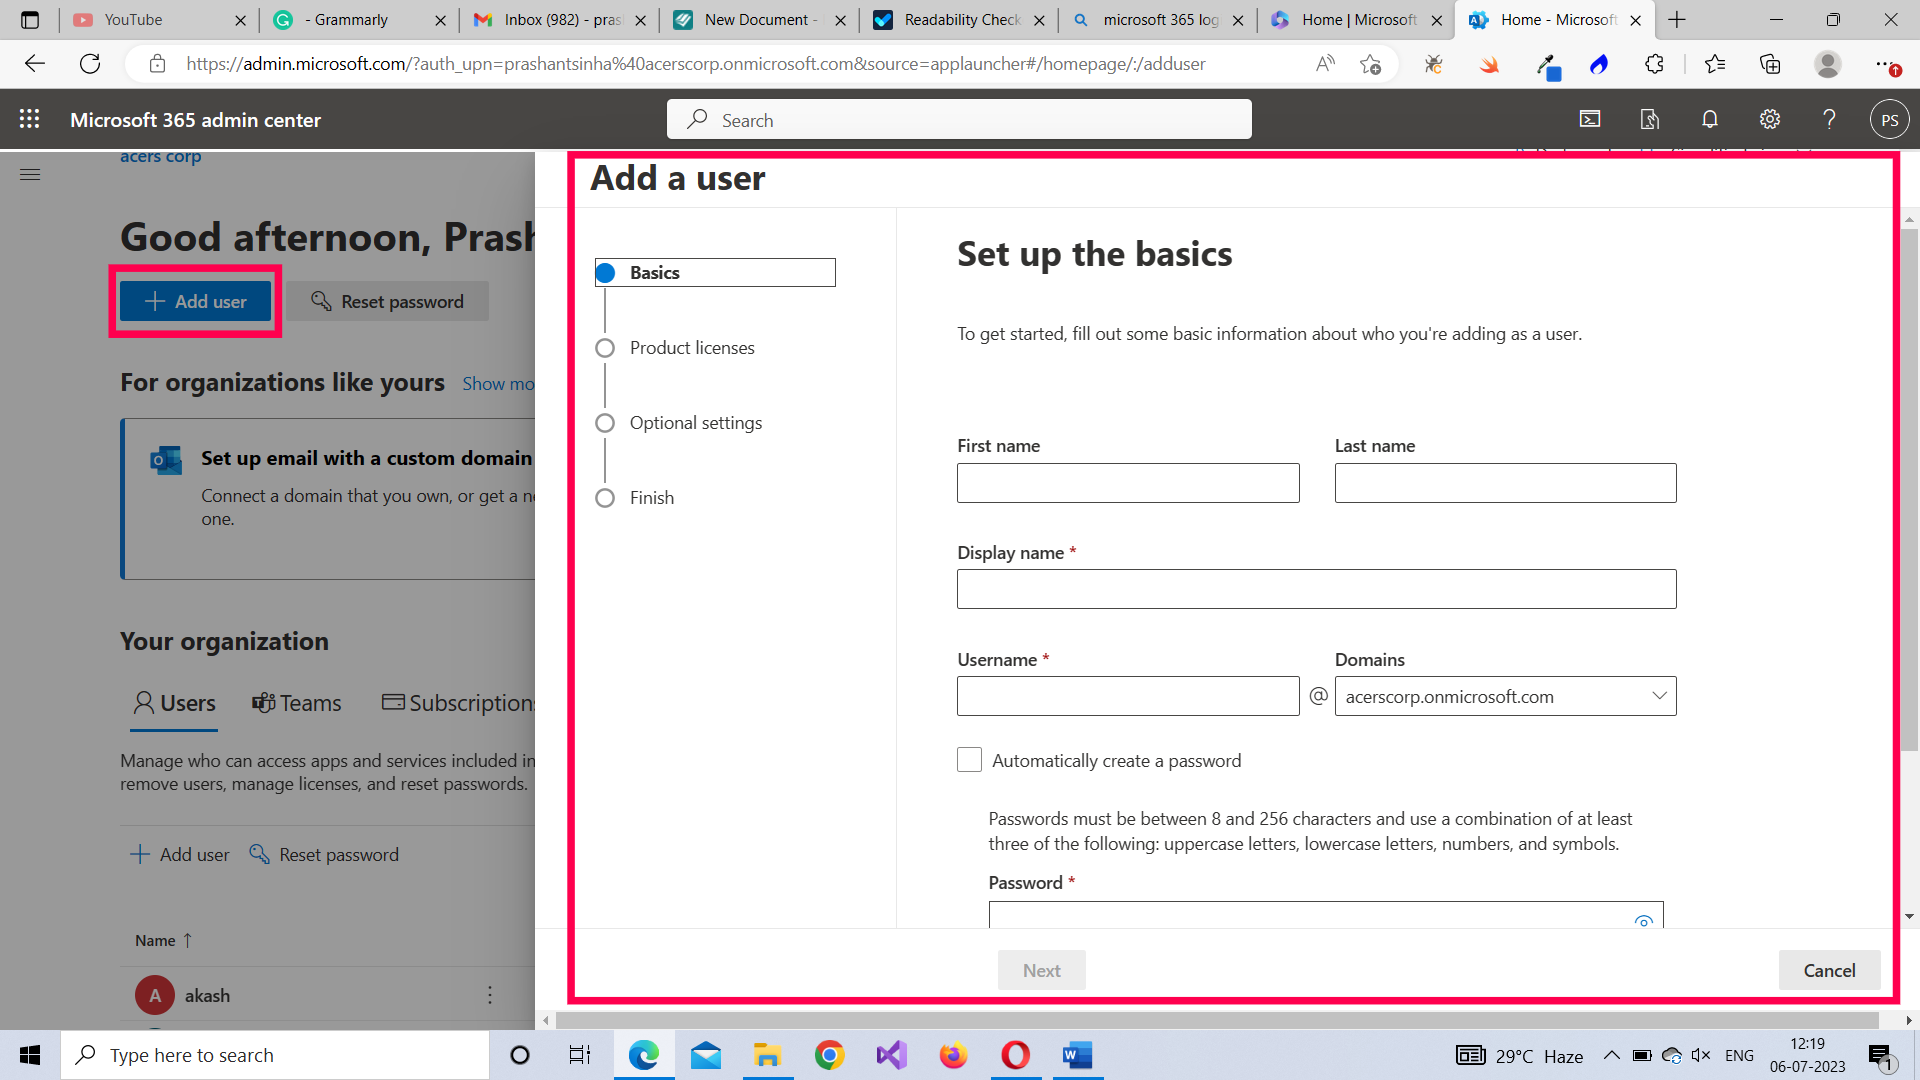 YouTube
- Grammarly
Inbox (982) - pras
New Document -
Readability Check
microsoft 365 log
Home | Microsoft
Home - Microsoft
https://admin.microsoft.com/?auth_upn=prashantsinha%40acerscorp.onmicrosoft.com&source=applauncher#/homepage/:/adduser
Microsoft 365 admin center
Search
PS
acers corp
Good afternoon, Prash
Add user
Reset password
For organizations like yours Show mo
Set up email with a custom domain
Connect a domain that you own, or get a ne
one.
Your organization
Users
Teams
Subscriptions
Manage who can access apps and services included in
remove users, manage licenses, and reset passwords.
Add user
Reset password
Name ↑
A akash
Add a user
Basics
Product licenses
Optional settings
Finish
Set up the basics
To get started, fill out some basic information about who you're adding as a user.
First name
Last name
Display name *
Username *
Domains
@
acerscorp.onmicrosoft.com
Automatically create a password
Passwords must be between 8 and 256 characters and use a combination of at least
three of the following: uppercase letters, lowercase letters, numbers, and symbols.
Password *
Next
Cancel
Type here to search
29°C Haze
ENG
12:19
06-07-2023
1